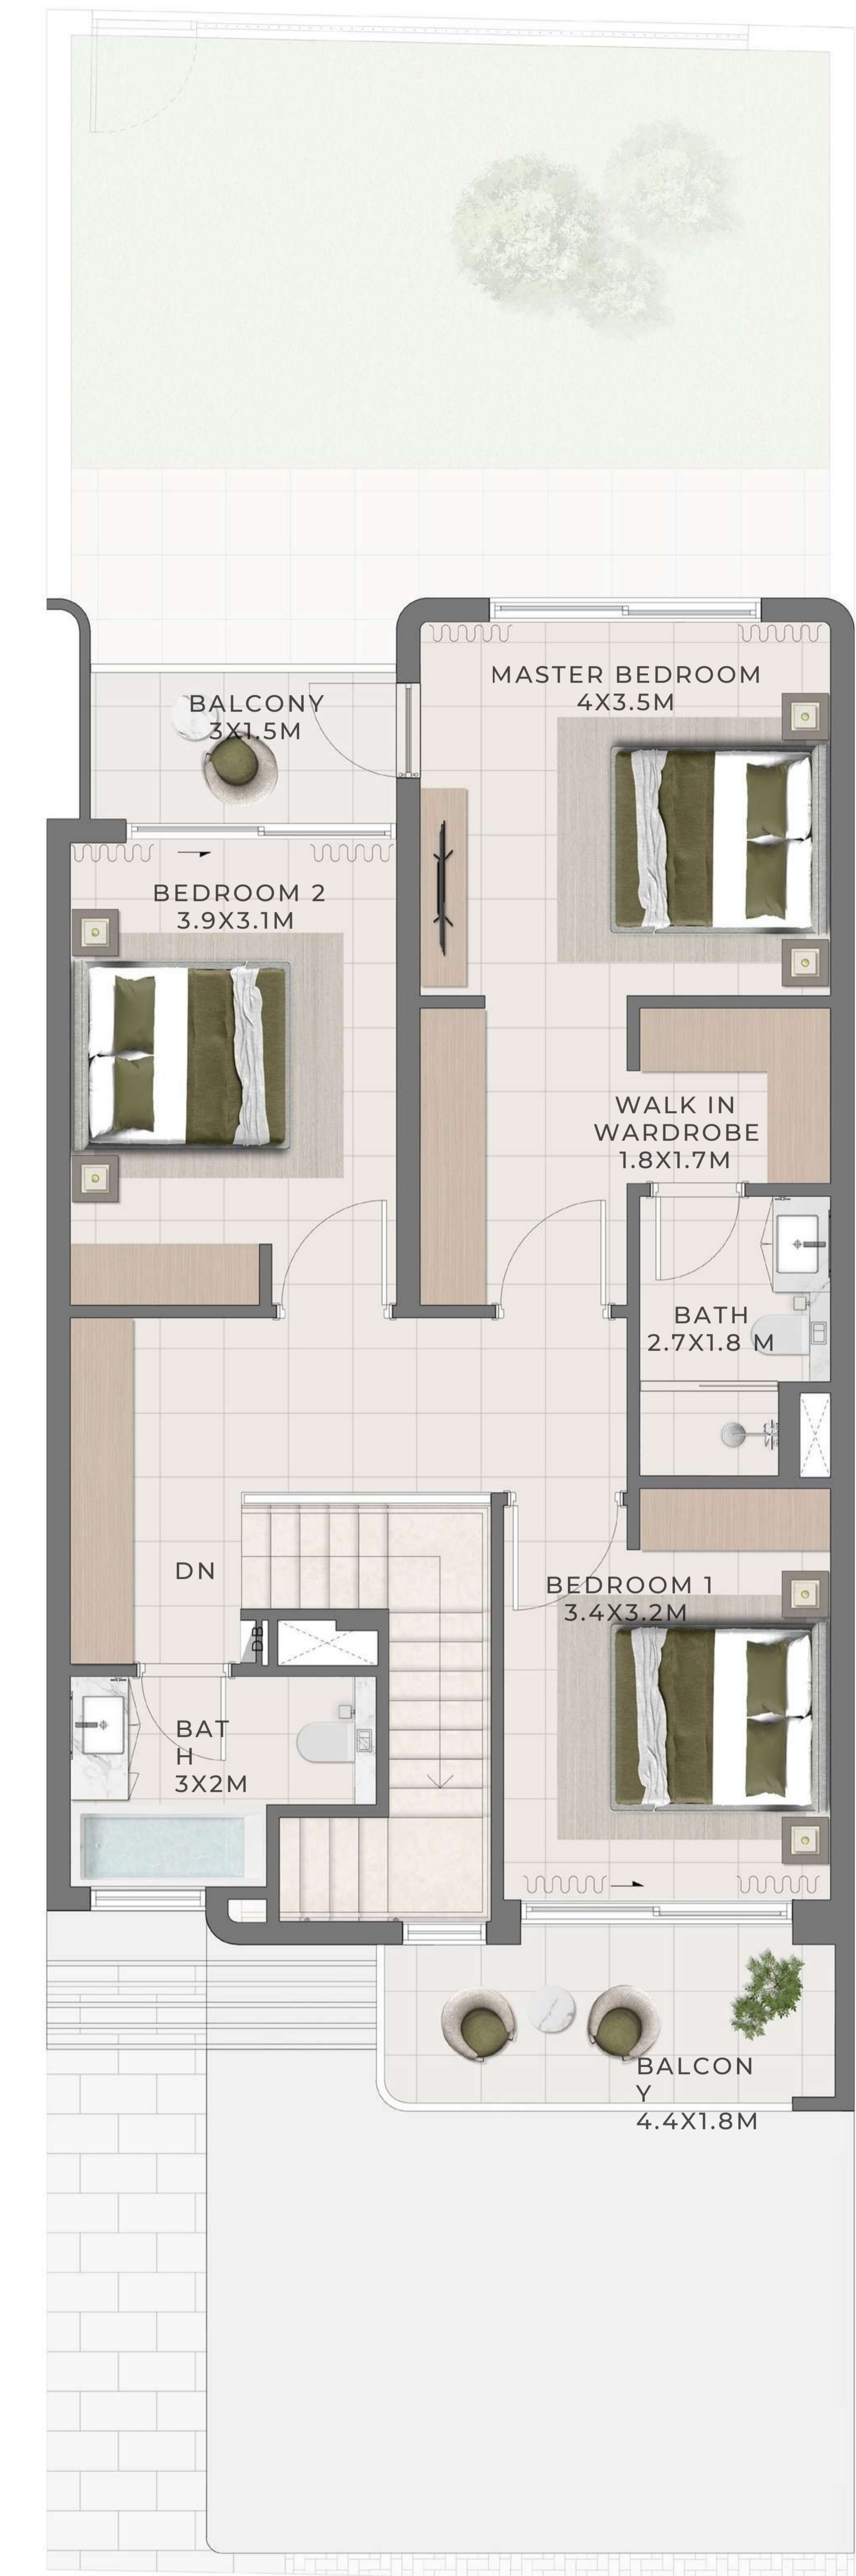 MASTER BEDROOM
4X3.5M
BALCONY
3X1.5M
BEDROOM 2
3.9X3.1M
WALK IN
WARDROBE
1.8X1.7M
BATH
2.7X1.8 M
DN
BEDROOM 1
3.4X3.2M
DB
BAT
H
3X2M
BALCON
Y
4.4X1.8M